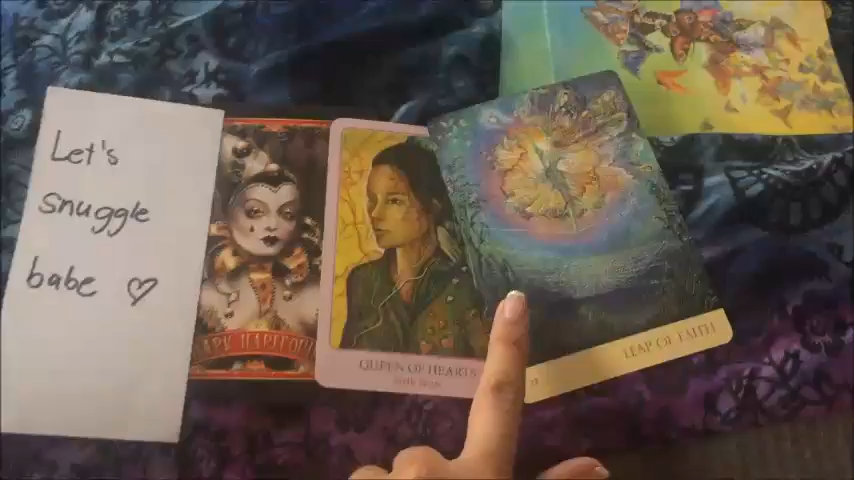 Let's
snuggle
babe ♡
QUEEN OF HEARTS
LEAP OF FAITH